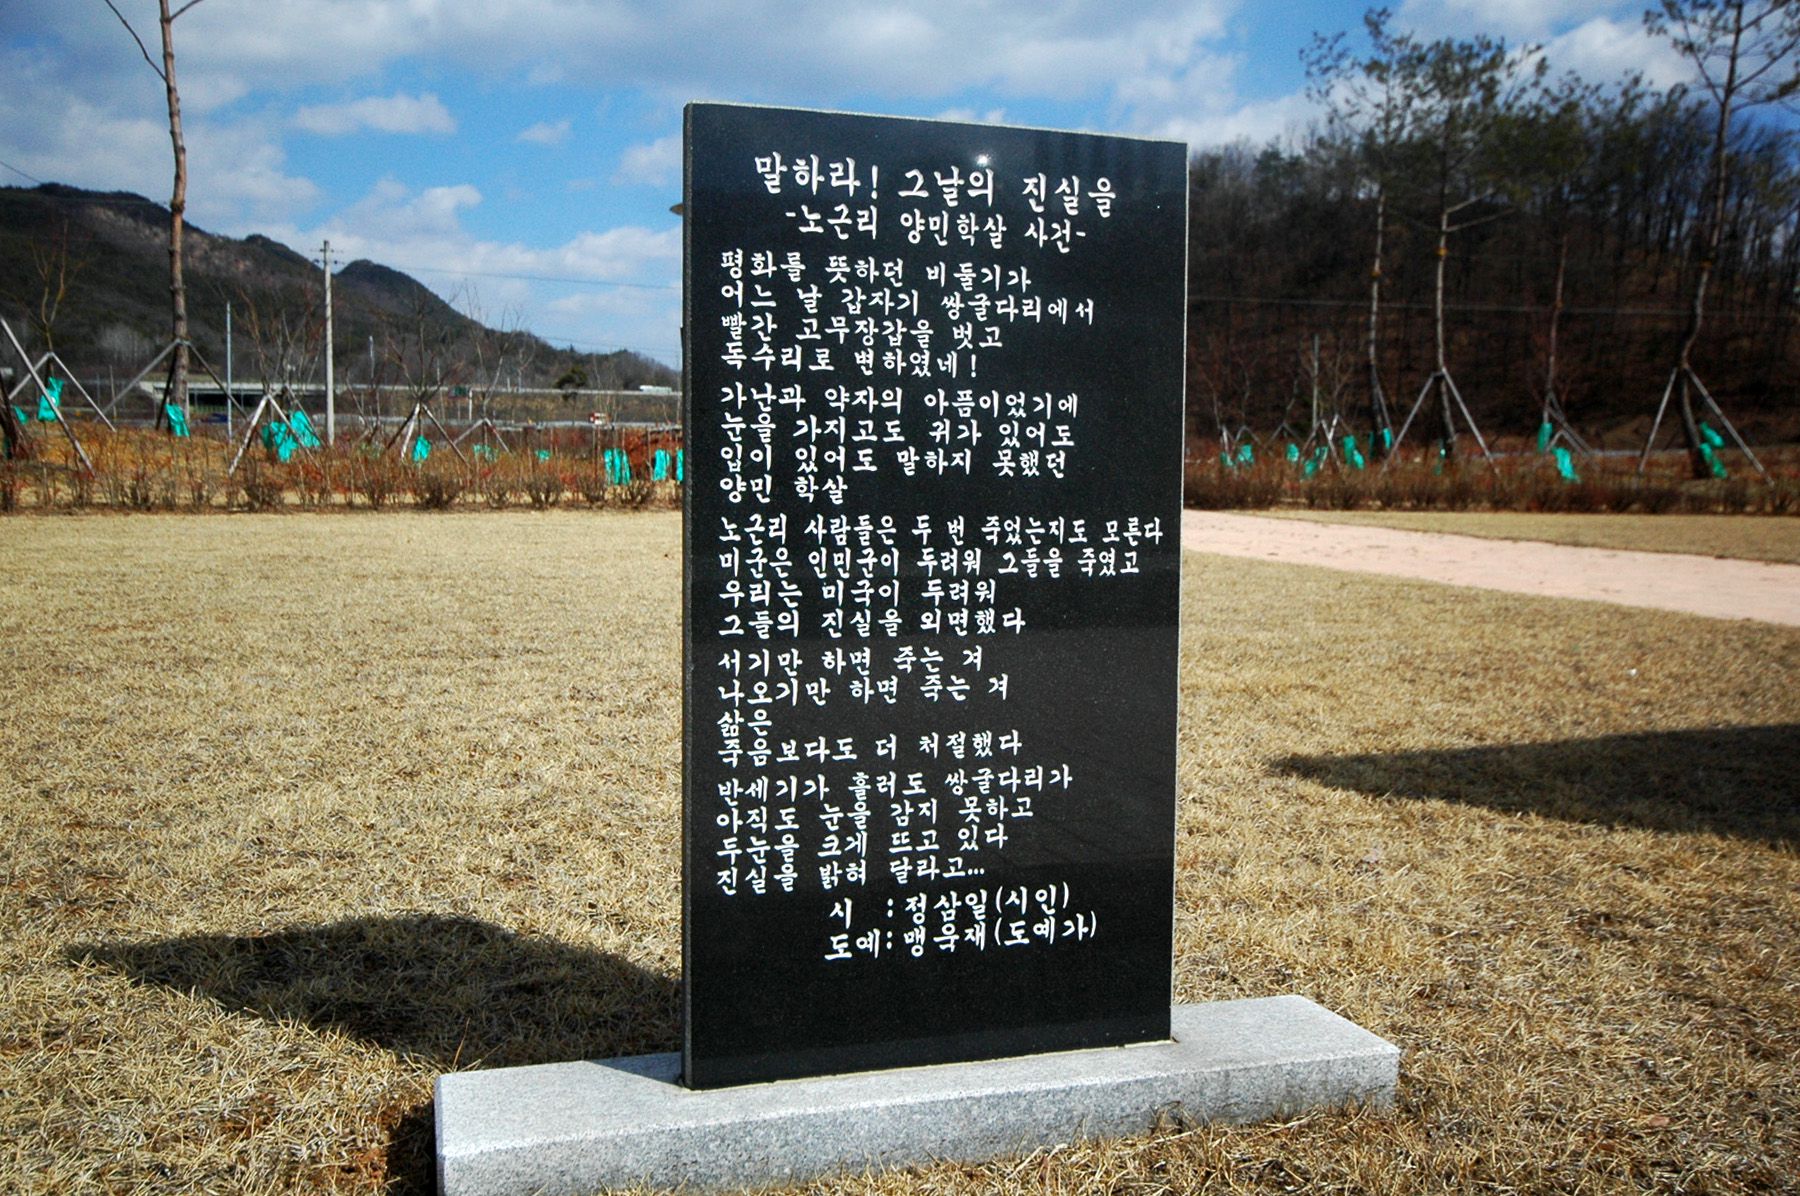 말하라! 그날의 진실을
-노근리 양민학살 사건-
평화를 뜻하던 비둘기가
어느 날 갑자기 쌍굴다리에서
빨간 고무장갑을 벗고
독수리로 변하였네!
가난과 약자의 아픔이었기에
눈을 가지고도 귀가 있어도
입이 있어도 말하지 못했던
양민 학살
노근리 사람들은 두 번 죽었는지도 모른다
미군은 인민군이 두려워 그들을 죽였고
우리는 미국이 두려워
그들의 진실을 외면했다
서기만 하면 죽는 겨
나오기만 하면 죽는 겨
삶은
죽음보다도 더 처절했다
반세기가 흘러도 쌍굴다리가
아직도 눈을 감지 못하고
두눈을 크게 뜨고 있다
진실을 밝혀 달라고...
시 : 정삼일(시인)
도예: 맹욱재(도예가)